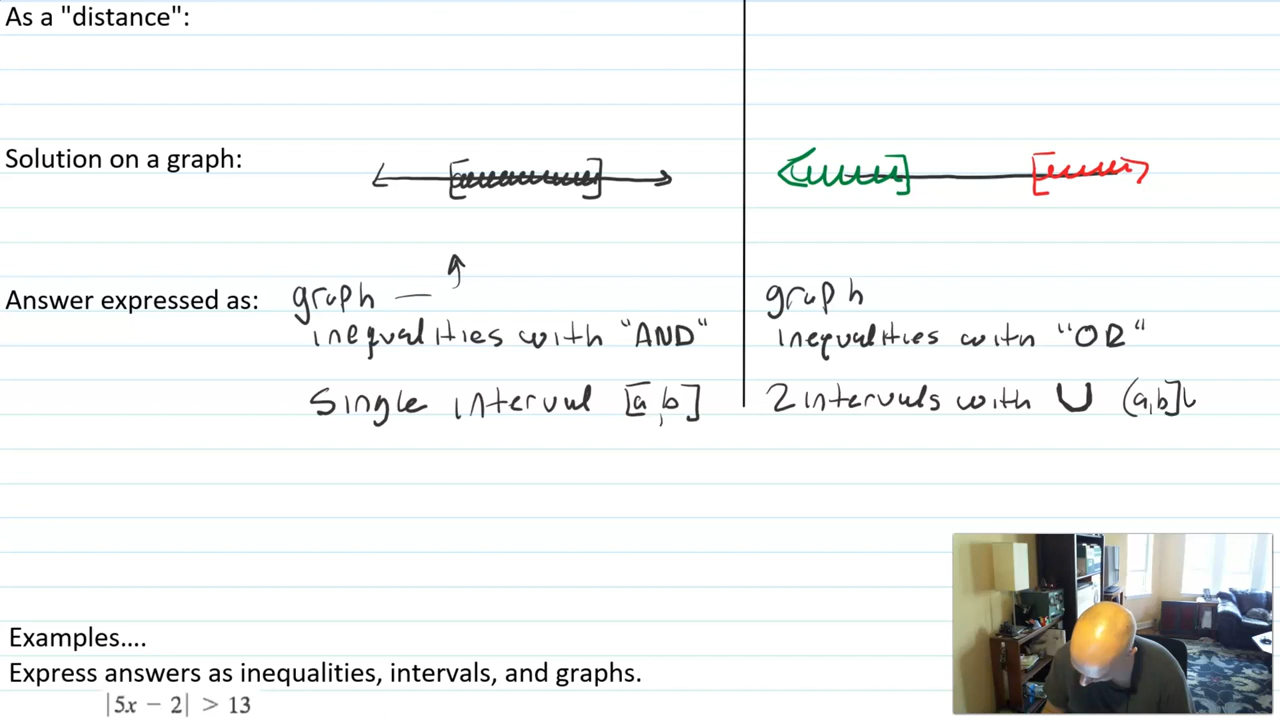 As a "distance":
Solution on a graph:
Answer expressed as:
graph —
inequalities with "AND"
single interval [a,b]
graph
inequalities with "OR"
2 intervals with U (a,b]U
Examples....
Express answers as inequalities, intervals, and graphs.
|5x − 2| > 13